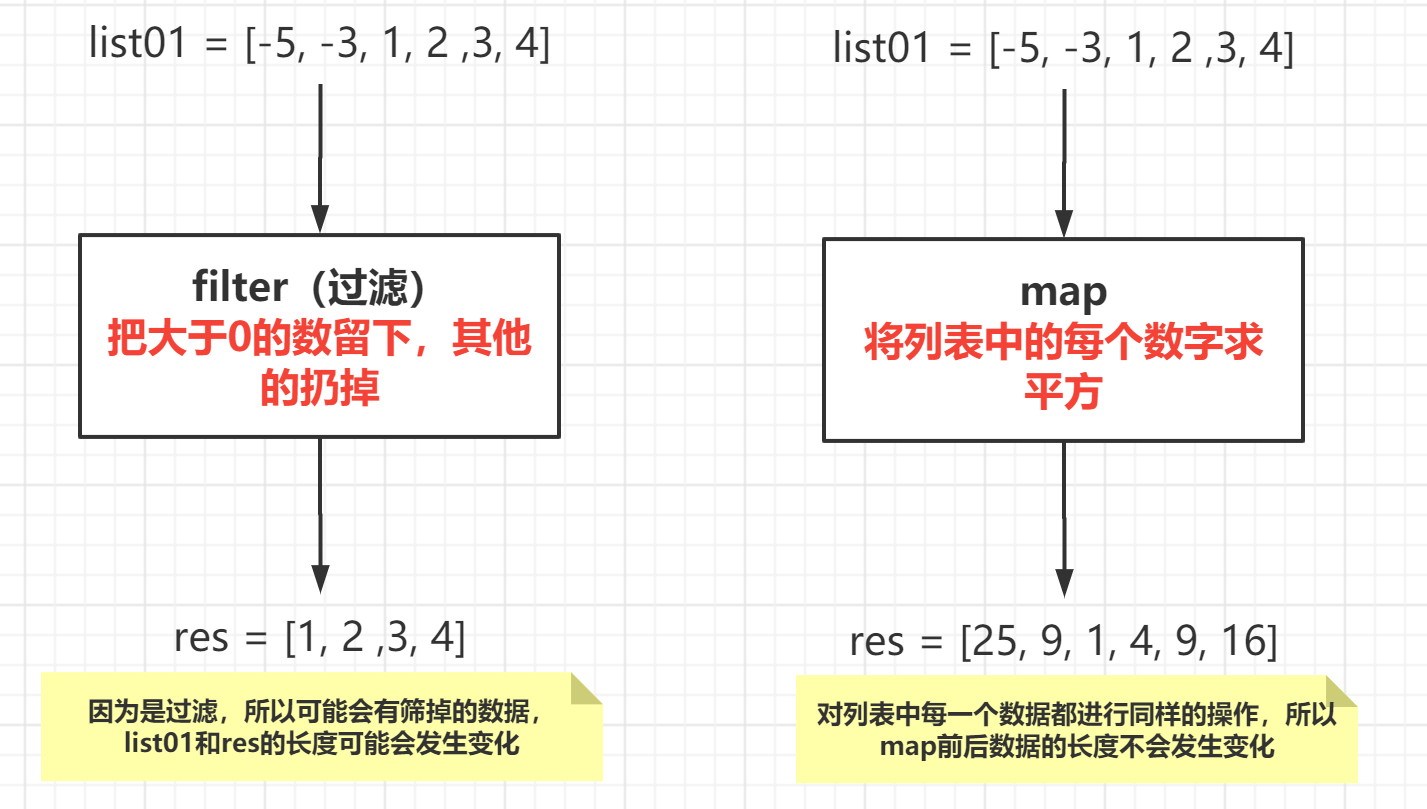 list01 = [-5, -3, 1, 2 ,3, 4]
filter（过滤）
把大于0的数留下，其他
的扔掉
res = [1, 2 ,3, 4]
因为是过滤，所以可能会有筛掉的数据，
list01和res的长度可能会发生变化
list01 = [-5, -3, 1, 2 ,3, 4]
map
将列表中的每个数字求
平方
res = [25, 9, 1, 4, 9, 16]
对列表中每一个数据都进行同样的操作，所以
map前后数据的长度不会发生变化